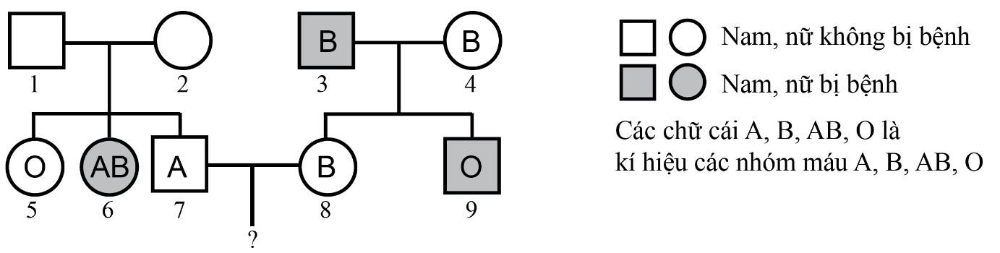 B B
1 2 3 4
O AB A B O
5 6 7 8 9
?
Nam, nữ không bị bệnh
Nam, nữ bị bệnh
Các chữ cái A, B, AB, O là
kí hiệu các nhóm máu A, B, AB, O